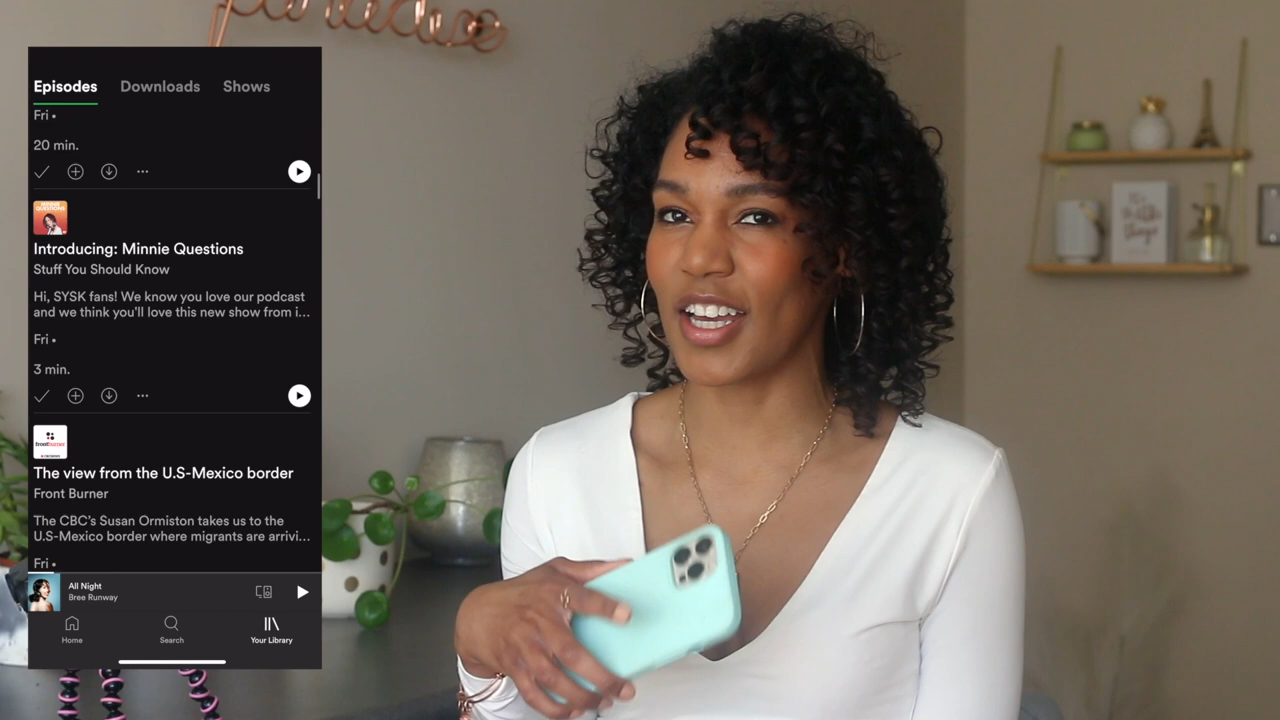 Episodes Downloads Shows
Fri •
20 min.
MINNIE
QUESTIONS
Introducing: Minnie Questions
Stuff You Should Know
Hi, SYSK fans! We know you love our podcast
and we think you'll love this new show from i...
Fri •
3 min.
frontburner
The view from the U.S-Mexico border
Front Burner
The CBC's Susan Ormiston takes us to the
U.S-Mexico border where migrants are arrivi...
Fri •
All Night
Bree Runway
Home Search Your Library